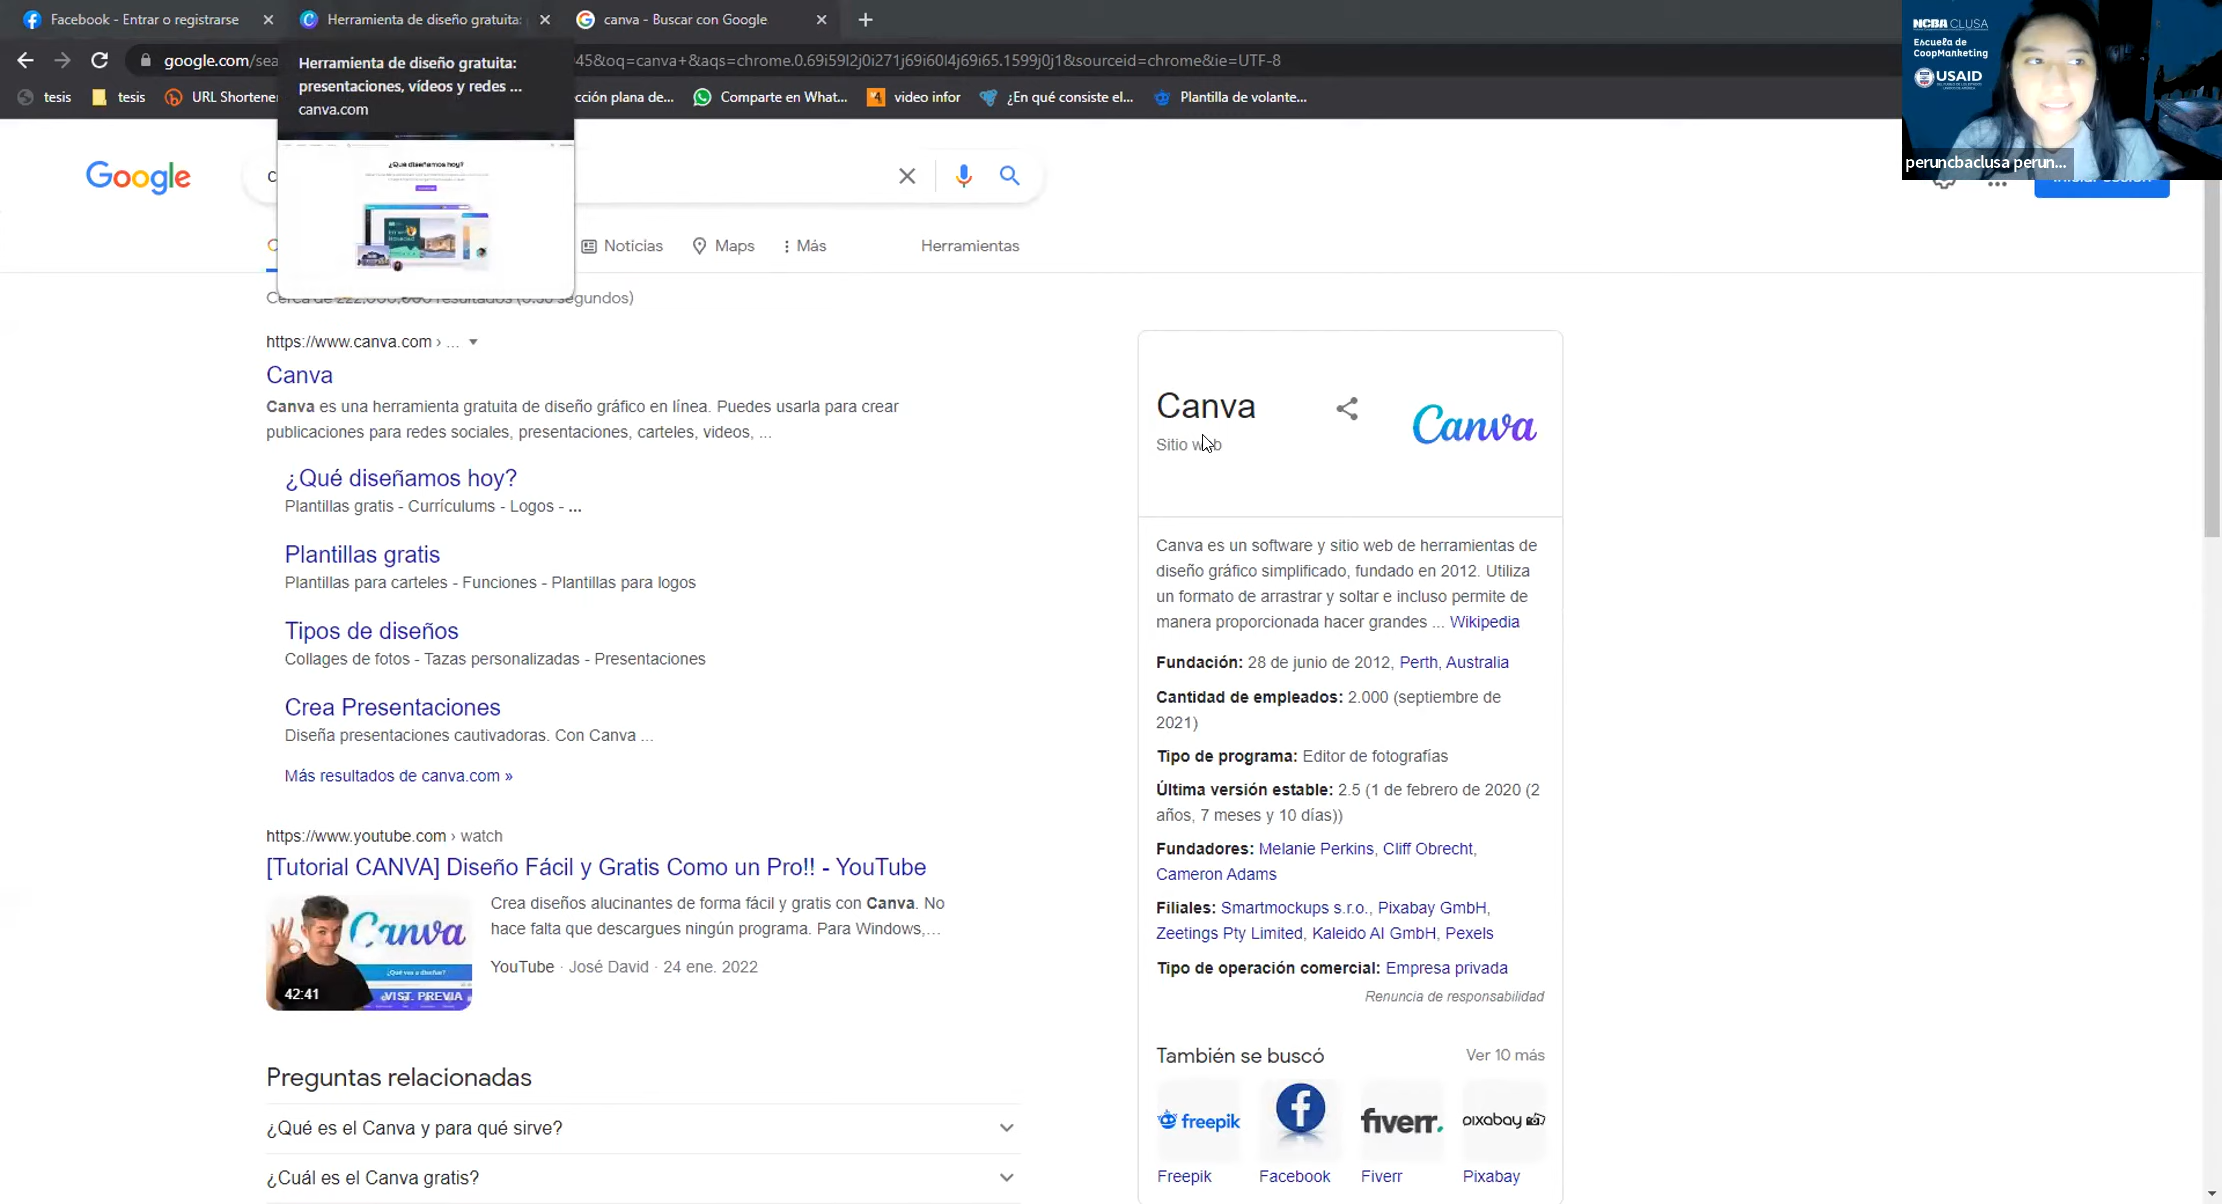 Facebook - Entrar o registrarse
Herramienta de diseño gratuita:
canva - Buscar con Google
google.com/sea
45&oq=canva+&aqs=chrome.0.69i59l2j0i271j69i60l4j69i65.1599j0j1&sourceid=chrome&ie=UTF-8
Herramienta de diseño gratuita:
presentaciones, vídeos y redes ...
canva.com
tesis
tesis
URL Shortener
cción plana de...
Comparte en What...
video infor
¿En qué consiste el...
Plantilla de volante...
NCBA CLUSA
Escuela de
CoopMarketing
USAID
peruncbaclusa perun...
Google
c
¿Qué diseñamos hoy?
Noticias
Maps
Más
Herramientas
Cerca de 222.000.000 resultados
segundos)
https://www.canva.com › ...
Canva
Canva es una herramienta gratuita de diseño gráfico en línea. Puedes usarla para crear
publicaciones para redes sociales, presentaciones, carteles, videos, ...
¿Qué diseñamos hoy?
Plantillas gratis - Currículums - Logos - ...
Plantillas gratis
Plantillas para carteles - Funciones - Plantillas para logos
Tipos de diseños
Collages de fotos - Tazas personalizadas - Presentaciones
Crea Presentaciones
Diseña presentaciones cautivadoras. Con Canva ...
Más resultados de canva.com »
https://www.youtube.com › watch
[Tutorial CANVA] Diseño Fácil y Gratis Como un Pro!! - YouTube
Canva
¿Qué vas a diseñar?
42:41
VIST. PREVIA
Crea diseños alucinantes de forma fácil y gratis con Canva. No
hace falta que descargues ningún programa. Para Windows,...
YouTube · José David · 24 ene. 2022
Preguntas relacionadas
¿Qué es el Canva y para qué sirve?
¿Cuál es el Canva gratis?
Canva
Sitio web
Canva
Canva es un software y sitio web de herramientas de
diseño gráfico simplificado, fundado en 2012. Utiliza
un formato de arrastrar y soltar e incluso permite de
manera proporcionada hacer grandes ... Wikipedia
Fundación: 28 de junio de 2012, Perth, Australia
Cantidad de empleados: 2.000 (septiembre de
2021)
Tipo de programa: Editor de fotografías
Última versión estable: 2.5 (1 de febrero de 2020 (2
años, 7 meses y 10 días))
Fundadores: Melanie Perkins, Cliff Obrecht,
Cameron Adams
Filiales: Smartmockups s.r.o., Pixabay GmbH,
Zeetings Pty Limited, Kaleido AI GmbH, Pexels
Tipo de operación comercial: Empresa privada
Renuncia de responsabilidad
También se buscó
Ver 10 más
freepik
fiverr.
pixabay
Freepik
Facebook
Fiverr
Pixabay